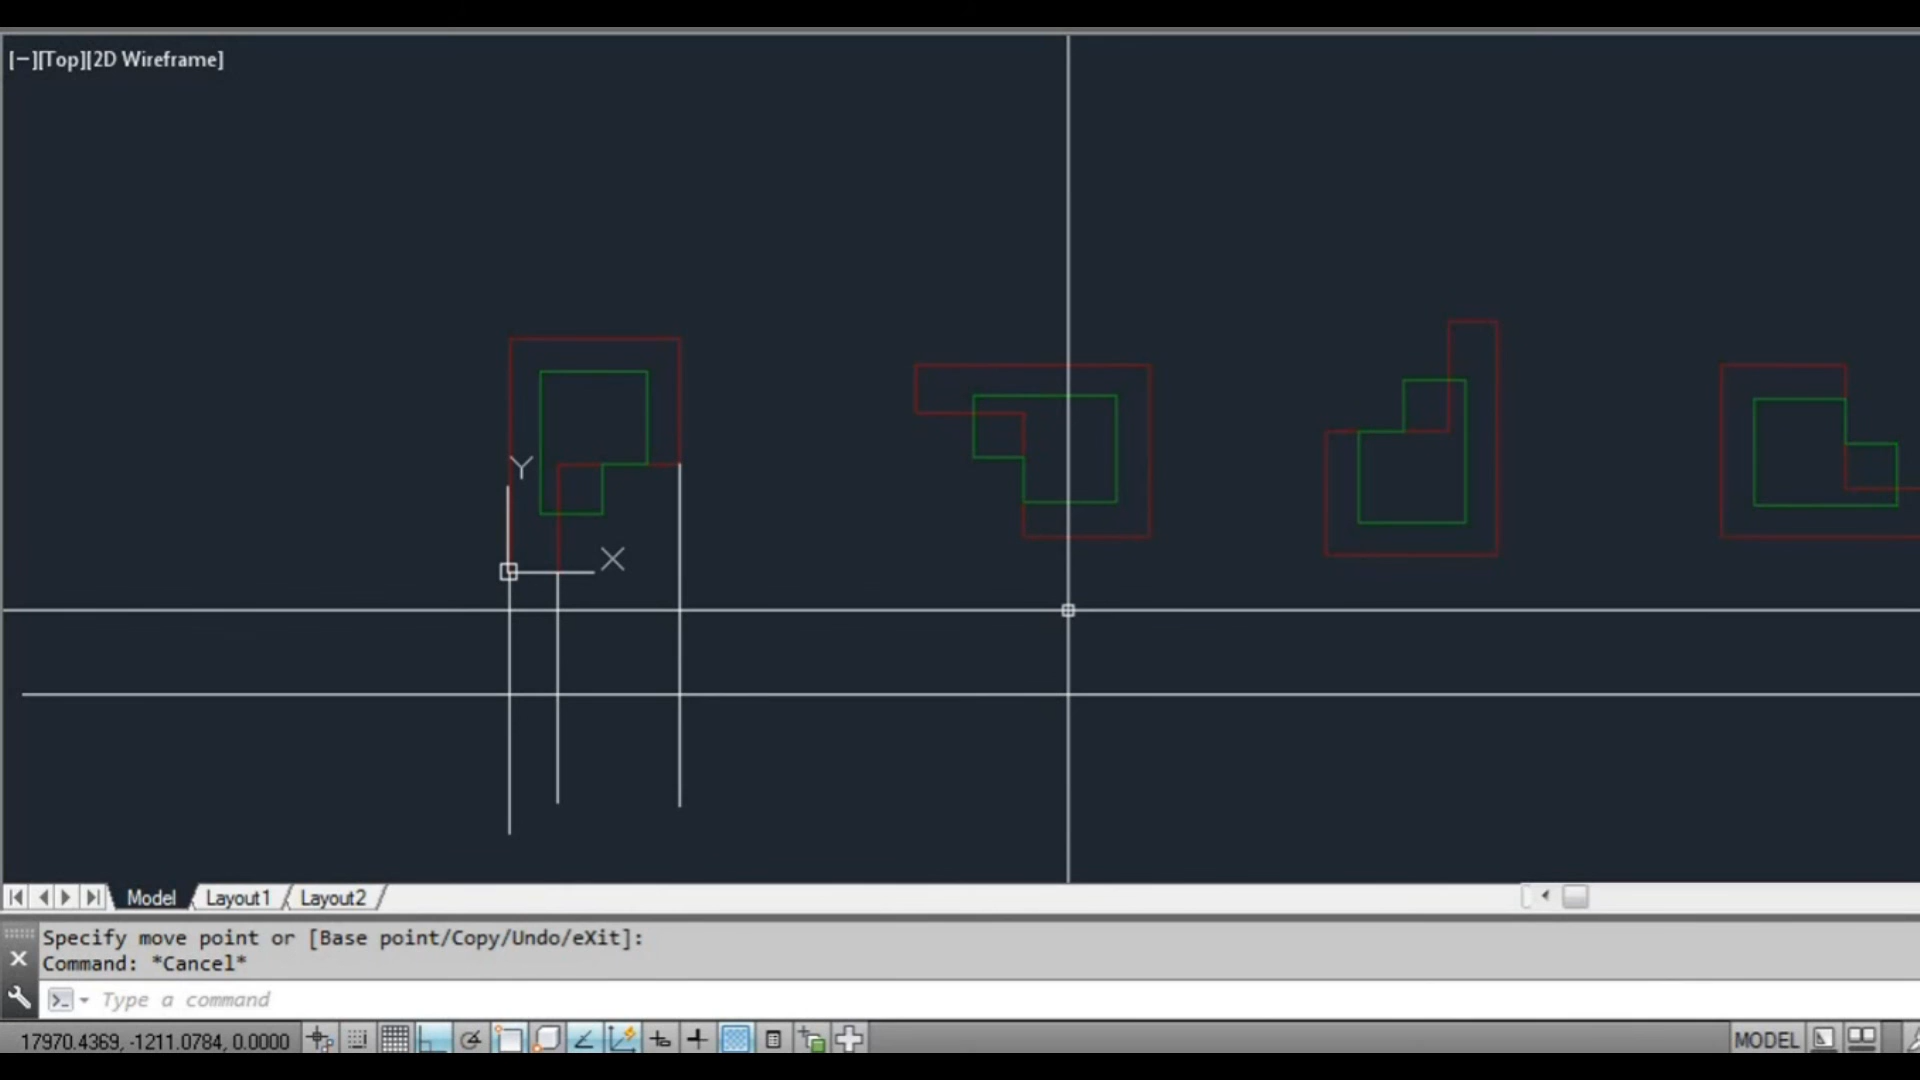 [−][Top][2D Wireframe]
Y
X
Model Layout1 Layout2
Specify move point or [Base point/Copy/Undo/eXit]:
Command: *Cancel*
Type a command
17970.4369, -1211.0784, 0.0000 MODEL